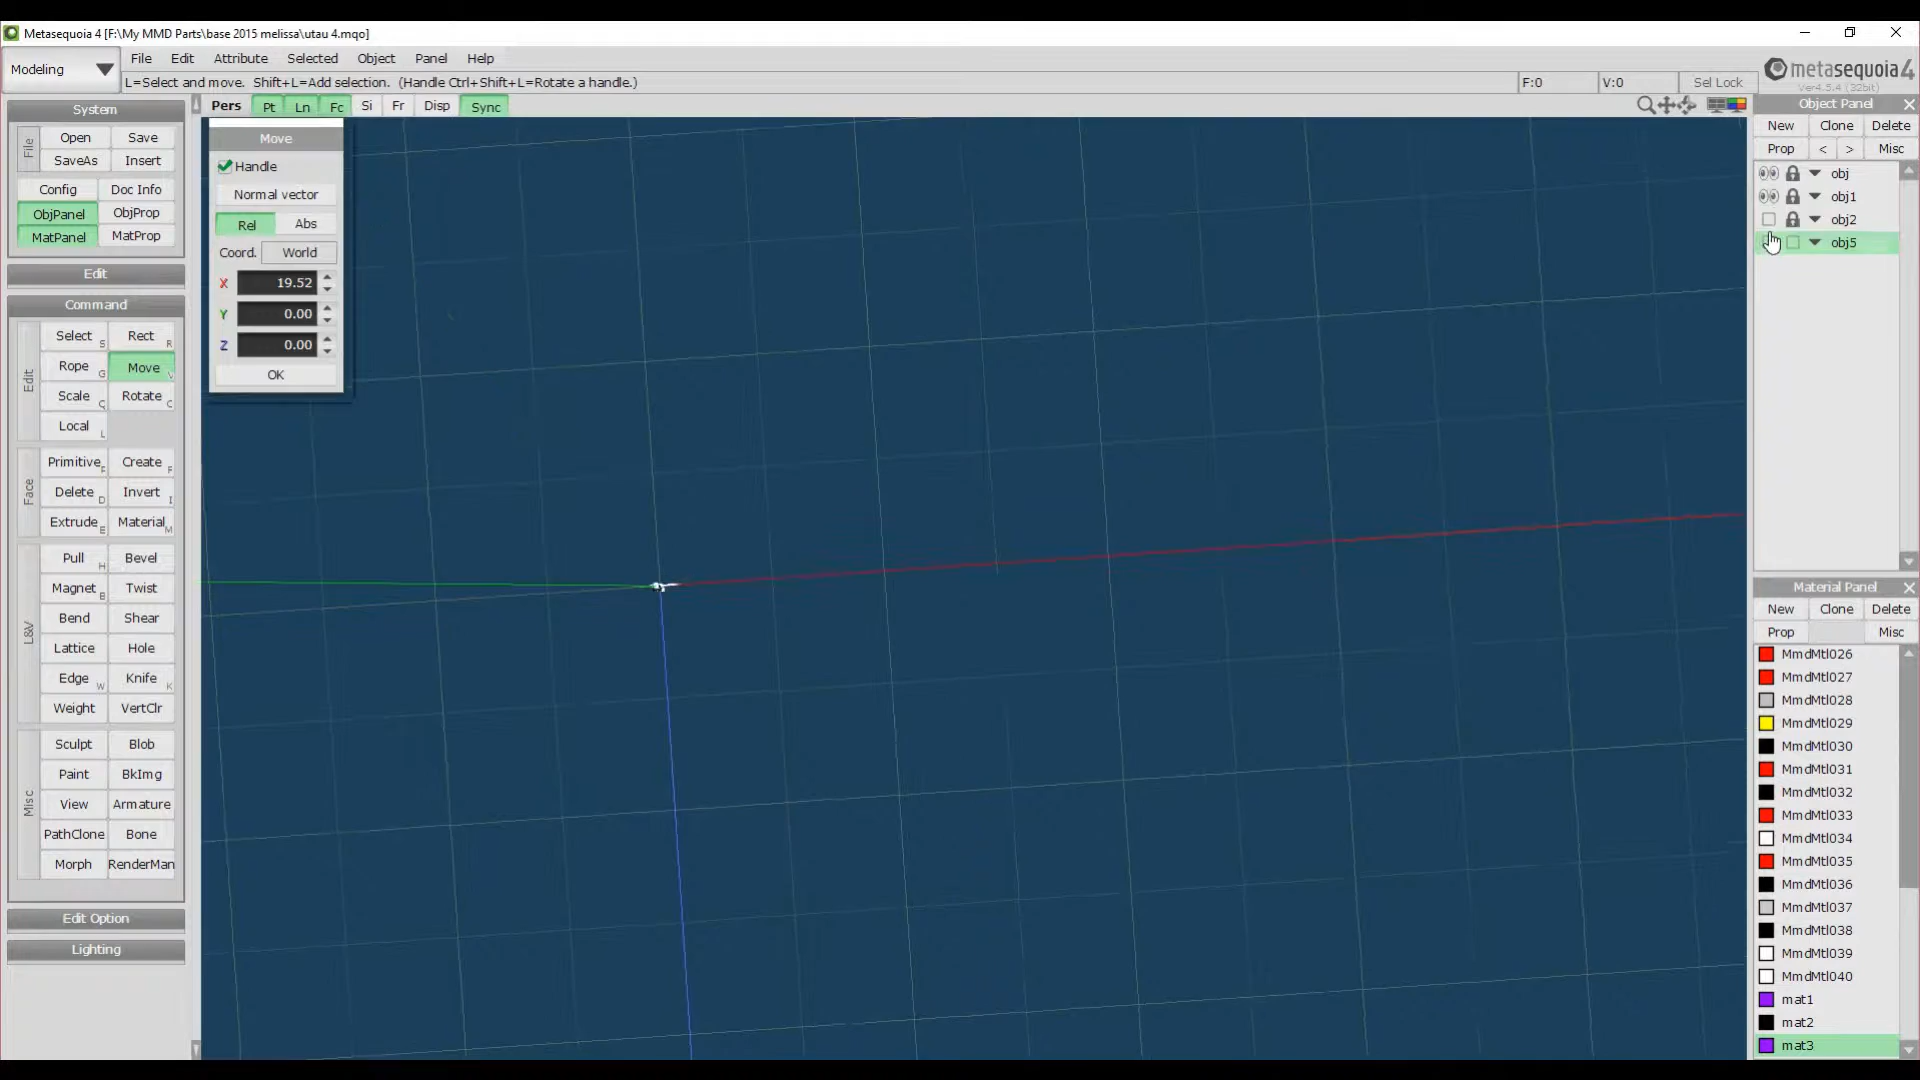 Metasequoia 4 [F:\My MMD Parts\base 2015 melissa\utau 4.mqo]
Modeling
File Edit Attribute Selected Object Panel Help
L=Select and move. Shift+L=Add selection. (Handle Ctrl+Shift+L=Rotate a handle.)
F:0 V:0 Sel Lock
metasequoia 4
Ver4.5.4 (32bit)
Pers Pt Ln Fc Si Fr Disp Sync
System
File
Open Save
SaveAs Insert
Config Doc Info
ObjPanel ObjProp
MatPanel MatProp
Edit
Command
Edit
Select S Rect R
Rope G Move V
Scale Q Rotate C
Local L
Face
Primitive P Create F
Delete D Invert I
Extrude E Material M
L&V
Pull H Bevel
Magnet B Twist
Bend Shear
Lattice Hole
Edge W Knife K
Weight VertClr
Misc
Sculpt Blob
Paint BkImg
View Armature
PathClone Bone
Morph RenderMan
Edit Option
Lighting
Move
Handle
Normal vector
Rel Abs
Coord. World
X 19.52
Y 0.00
Z 0.00
OK
Object Panel
New Clone Delete
Prop < > Misc
obj
obj1
obj2
obj5
Material Panel
New Clone Delete
Prop Misc
MmdMtl026
MmdMtl027
MmdMtl028
MmdMtl029
MmdMtl030
MmdMtl031
MmdMtl032
MmdMtl033
MmdMtl034
MmdMtl035
MmdMtl036
MmdMtl037
MmdMtl038
MmdMtl039
MmdMtl040
mat1
mat2
mat3